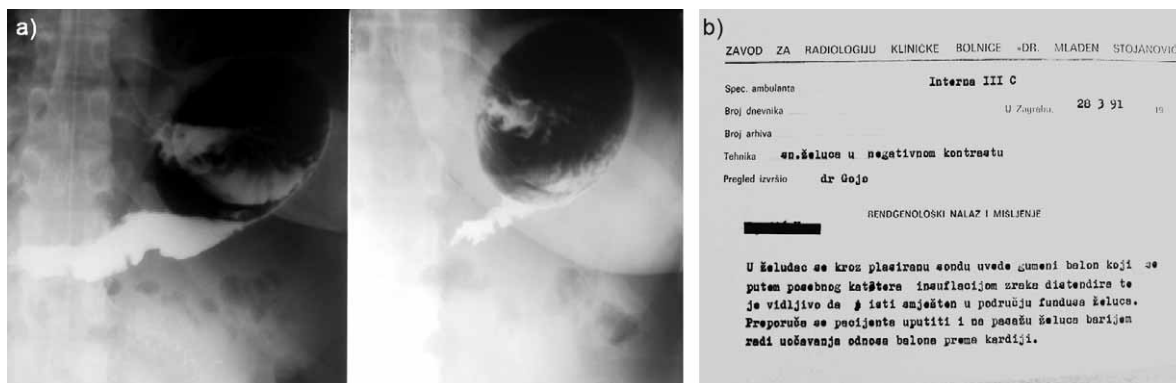 a)
b)
ZAVOD ZA RADIOLOGIJU KLINIČKE BOLNICE »DR. MLADEN STOJANOVIĆ
Spec. ambulanta Interna III C
Broj dnevnika U Zagrebu, 28 3 91 19
Broj arhiva
Tehnika sn.želuca u negativnom kontrastu
Pregled izvršio dr Gojo
RENDGENOLOŠKI NALAZ I MIŠLJENJE
U želudac se kroz plasiranu sondu uvede gumeni balon koji se
putem posebnog katetera insuflacijom zraka distendira te
je vidljivo da isti smješten u području fundusa želuca.
Preporuča se pacijenta uputiti i na pasažu želuca barijem
radi uočavanja odnosa balona prema kardiji.